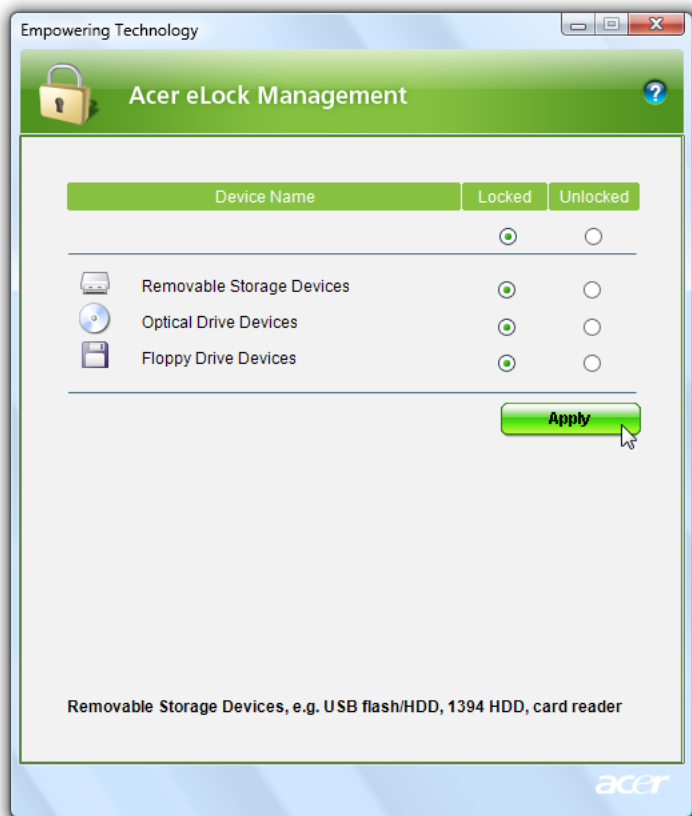 Empowering Technology
Acer eLock Management
Device Name Locked Unlocked
Removable Storage Devices
Optical Drive Devices
Floppy Drive Devices
Apply
Removable Storage Devices, e.g. USB flash/HDD, 1394 HDD, card reader
acer